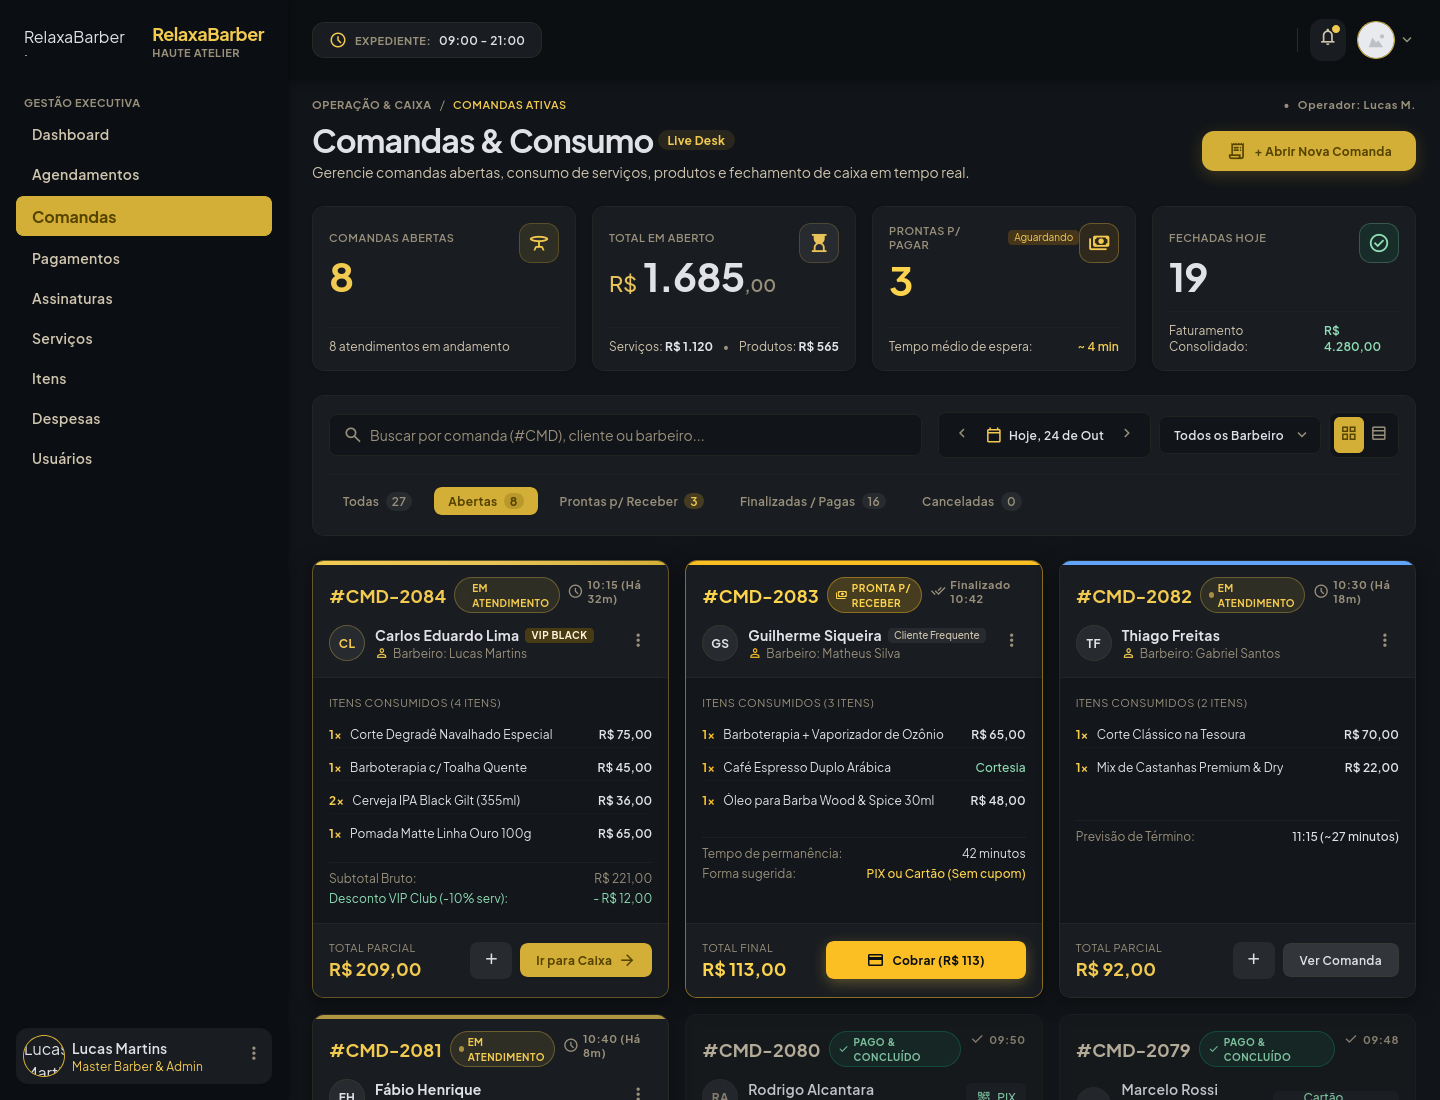 RelaxaBarber
RelaxaBarber
HAUTE ATELIER
GESTÃO EXECUTIVA
Dashboard
Agendamentos
Comandas
Pagamentos
Assinaturas
Serviços
Itens
Despesas
Usuários
Lucas Martins
Master Barber & Admin
EXPEDIENTE: 09:00 - 21:00
OPERAÇÃO & CAIXA / COMANDAS ATIVAS
• Operador: Lucas M.
Comandas & Consumo Live Desk
Gerencie comandas abertas, consumo de serviços, produtos e fechamento de caixa em tempo real.
+ Abrir Nova Comanda
COMANDAS ABERTAS
8
8 atendimentos em andamento
TOTAL EM ABERTO
R$ 1.685,00
Serviços: R$ 1.120 • Produtos: R$ 565
PRONTAS P/
PAGAR
Aguardando
3
Tempo médio de espera: ~ 4 min
FECHADAS HOJE
19
Faturamento
Consolidado:
R$
4.280,00
Buscar por comanda (#CMD), cliente ou barbeiro...
Hoje, 24 de Out
Todos os Barbeiro
Todas 27
Abertas 8
Prontas p/ Receber 3
Finalizadas / Pagas 16
Canceladas 0
#CMD-2084
EM
ATENDIMENTO
10:15 (Há
32m)
CL
Carlos Eduardo Lima VIP BLACK
Barbeiro: Lucas Martins
ITENS CONSUMIDOS (4 ITENS)
1x Corte Degradê Navalhado Especial R$ 75,00
1x Barboterapia c/ Toalha Quente R$ 45,00
2x Cerveja IPA Black Gilt (355ml) R$ 36,00
1x Pomada Matte Linha Ouro 100g R$ 65,00
Subtotal Bruto: R$ 221,00
Desconto VIP Club (-10% serv): - R$ 12,00
TOTAL PARCIAL
R$ 209,00
+
Ir para Caixa
#CMD-2083
PRONTA P/
RECEBER
Finalizado
10:42
GS
Guilherme Siqueira Cliente Frequente
Barbeiro: Matheus Silva
ITENS CONSUMIDOS (3 ITENS)
1x Barboterapia + Vaporizador de Ozônio R$ 65,00
1x Café Espresso Duplo Arábica Cortesia
1x Óleo para Barba Wood & Spice 30ml R$ 48,00
Tempo de permanência: 42 minutos
Forma sugerida: PIX ou Cartão (Sem cupom)
TOTAL FINAL
R$ 113,00
Cobrar (R$ 113)
#CMD-2082
EM
ATENDIMENTO
10:30 (Há
18m)
TF
Thiago Freitas
Barbeiro: Gabriel Santos
ITENS CONSUMIDOS (2 ITENS)
1x Corte Clássico na Tesoura R$ 70,00
1x Mix de Castanhas Premium & Dry R$ 22,00
Previsão de Término: 11:15 (~27 minutos)
TOTAL PARCIAL
R$ 92,00
+
Ver Comanda
#CMD-2081
EM
ATENDIMENTO
10:40 (Há
8m)
FH
Fábio Henrique
#CMD-2080
PAGO &
CONCLUÍDO
09:50
RA
Rodrigo Alcantara
PIX
#CMD-2079
PAGO &
CONCLUÍDO
09:48
Marcelo Rossi
Cartão